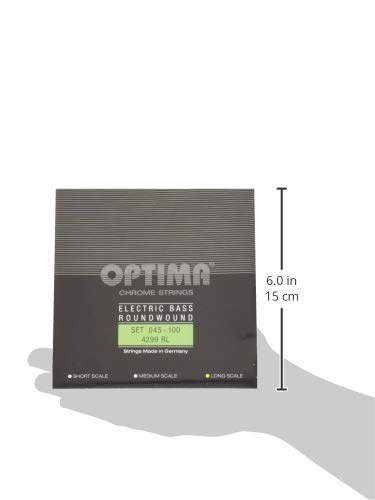 OPTIMA
CHROME STRINGS
ELECTRIC BASS
ROUNDWOUND
SET .045-.100
4299 RL
Strings Made in Germany
SHORT SCALE
MEDIUM SCALE
LONG SCALE
6.0 in
15 cm